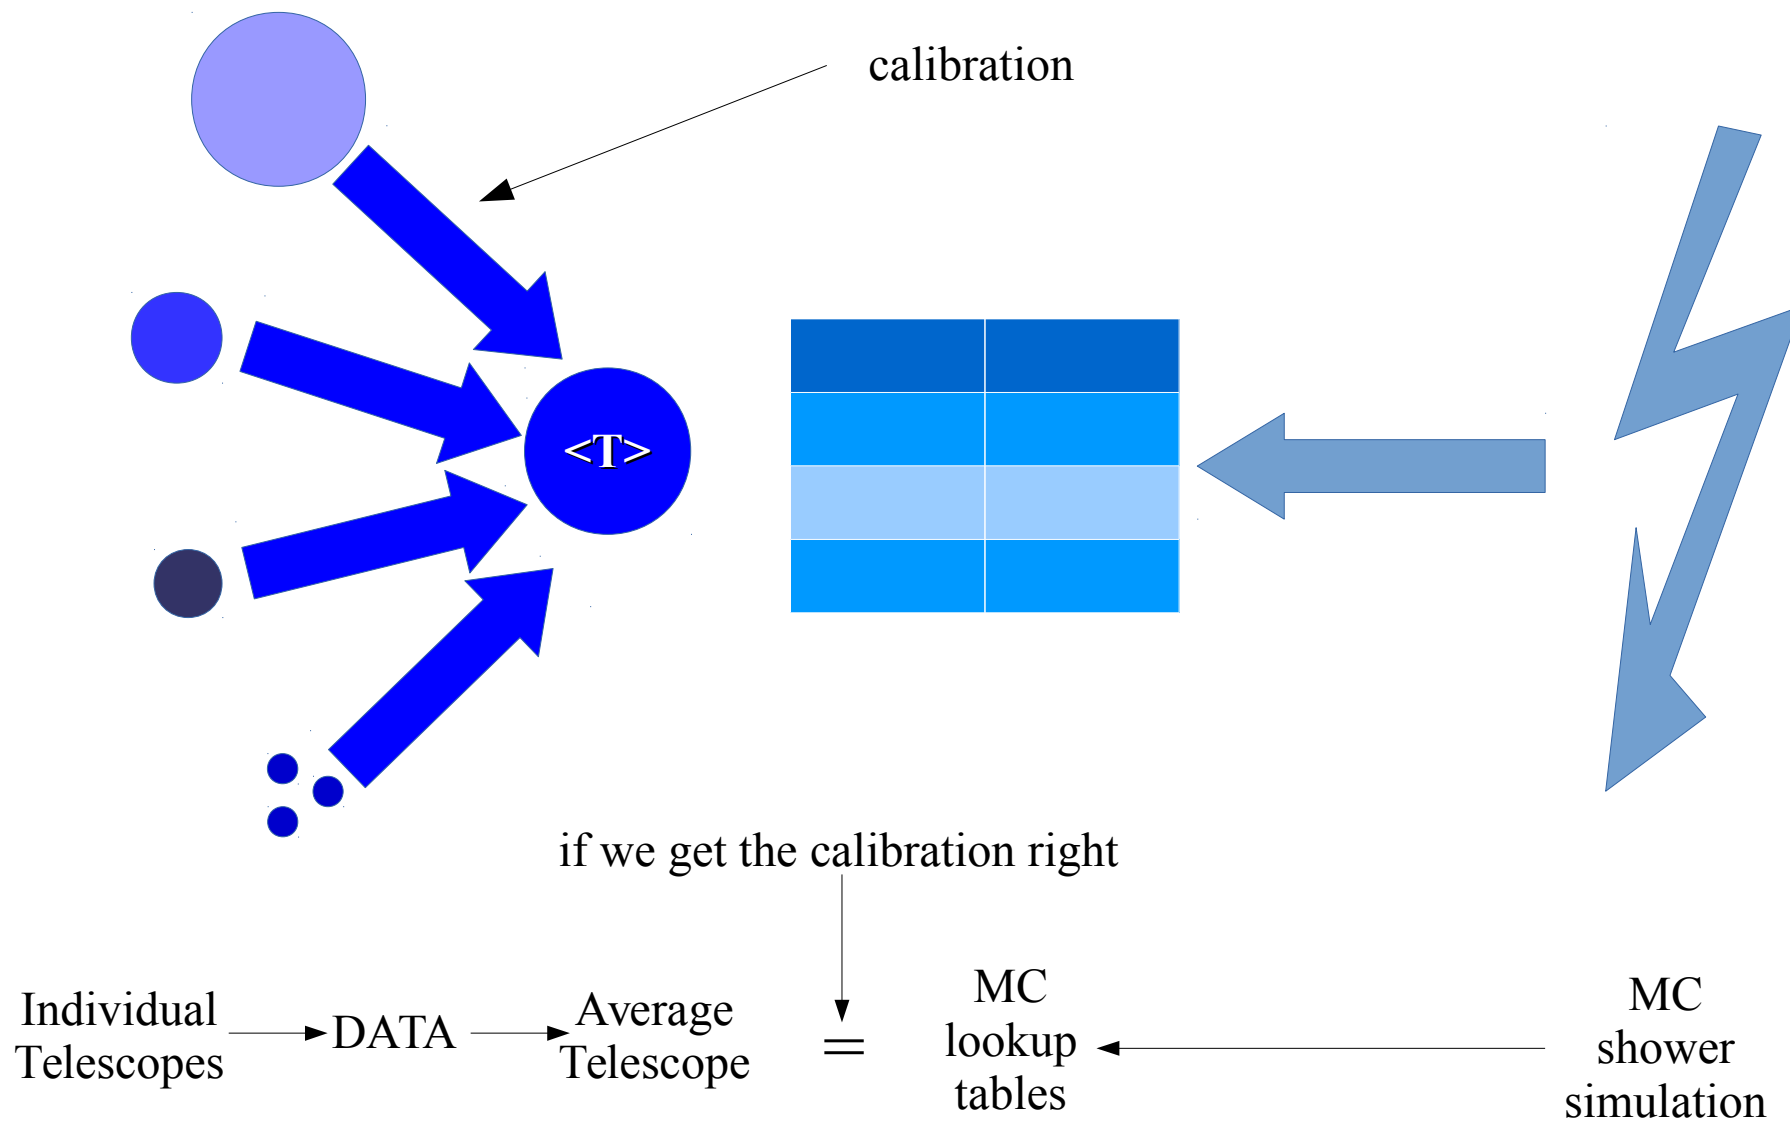 calibration
<T>
if we get the calibration right
Individual
Telescopes
DATA
Average
Telescope
=
MC
lookup
tables
MC
shower
simulation